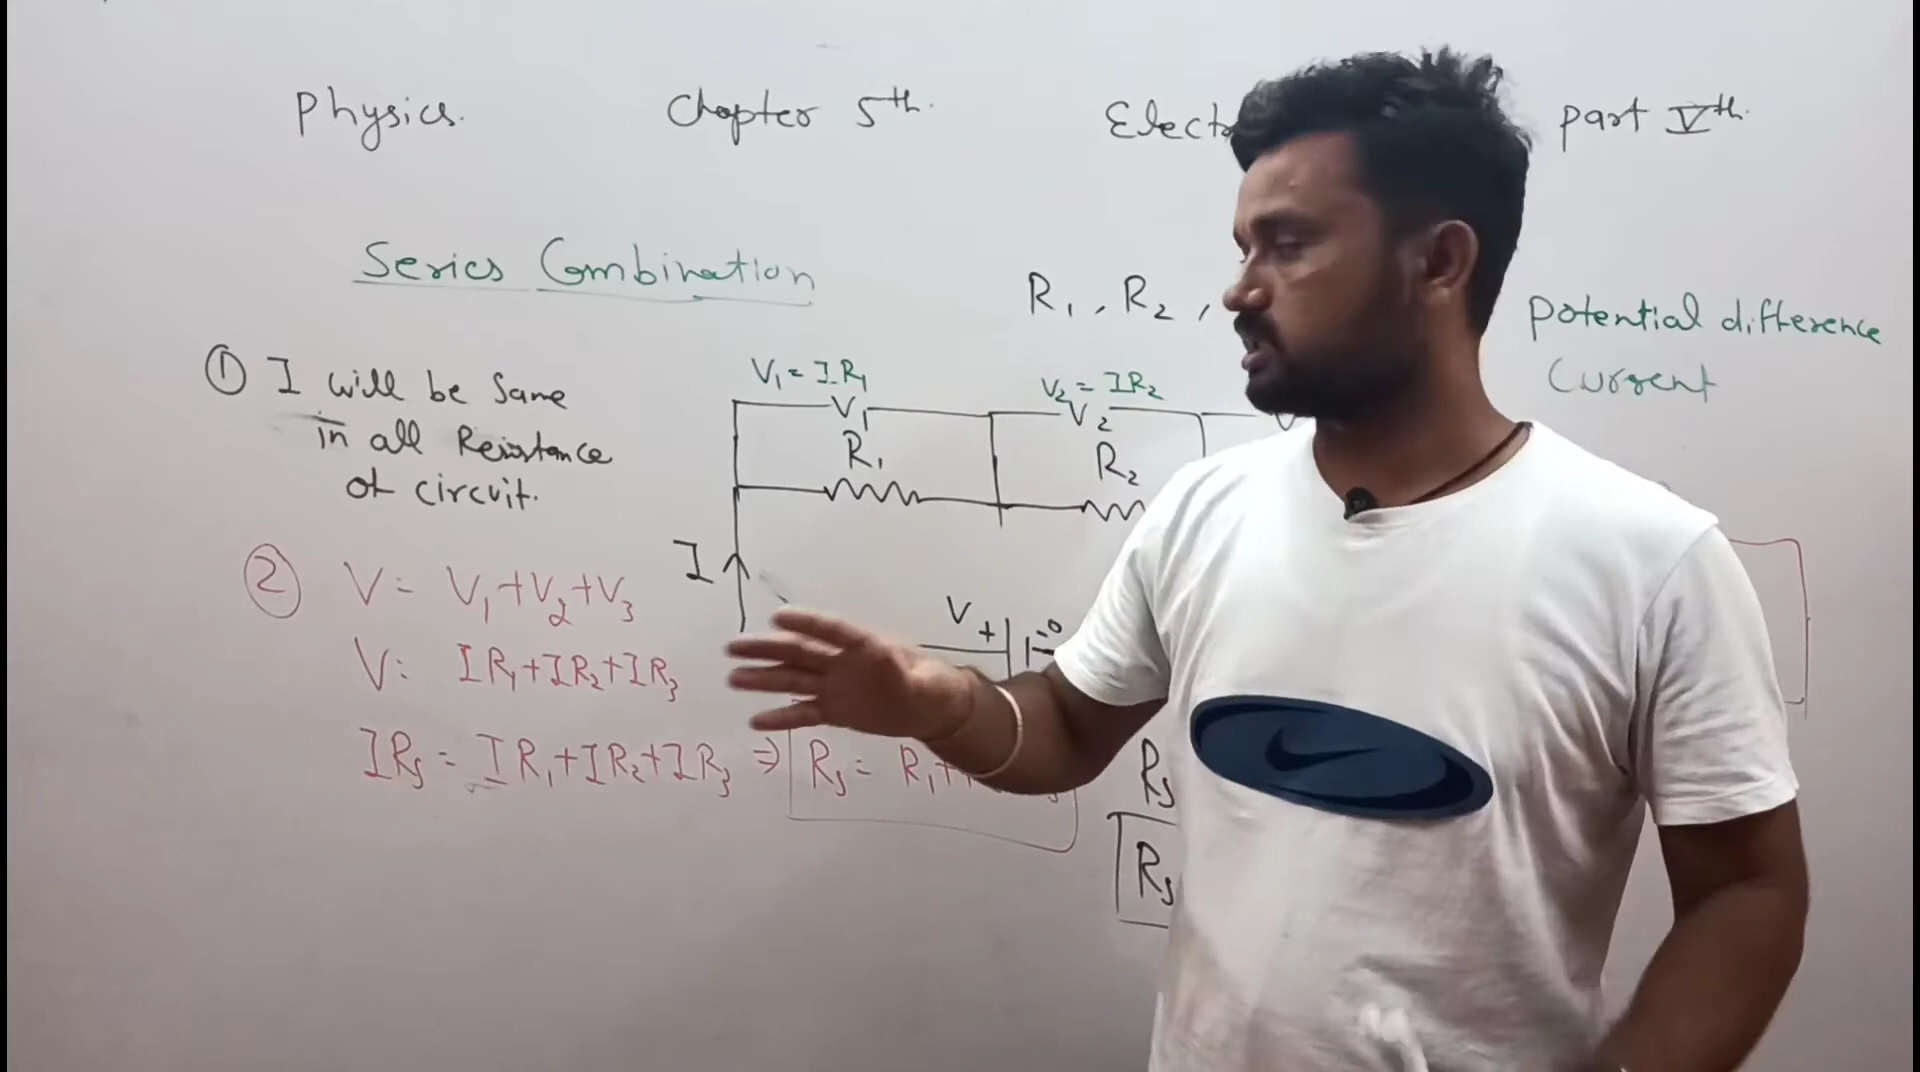 Physics. Chapter 5th. Elect part Vth.
Series Combination
R1, R2,
Potential difference
Current
① I will be Same
in all Resistance
of circuit.
V1 = IR1
V2 = IR2
V1
V2
R1
R2
I
V
+
② V = V1+V2+V3
V: IR1+IR2+IR3
IRs = IR1+IR2+IR3 ⇒ Rs = R1+
Rs
Rs